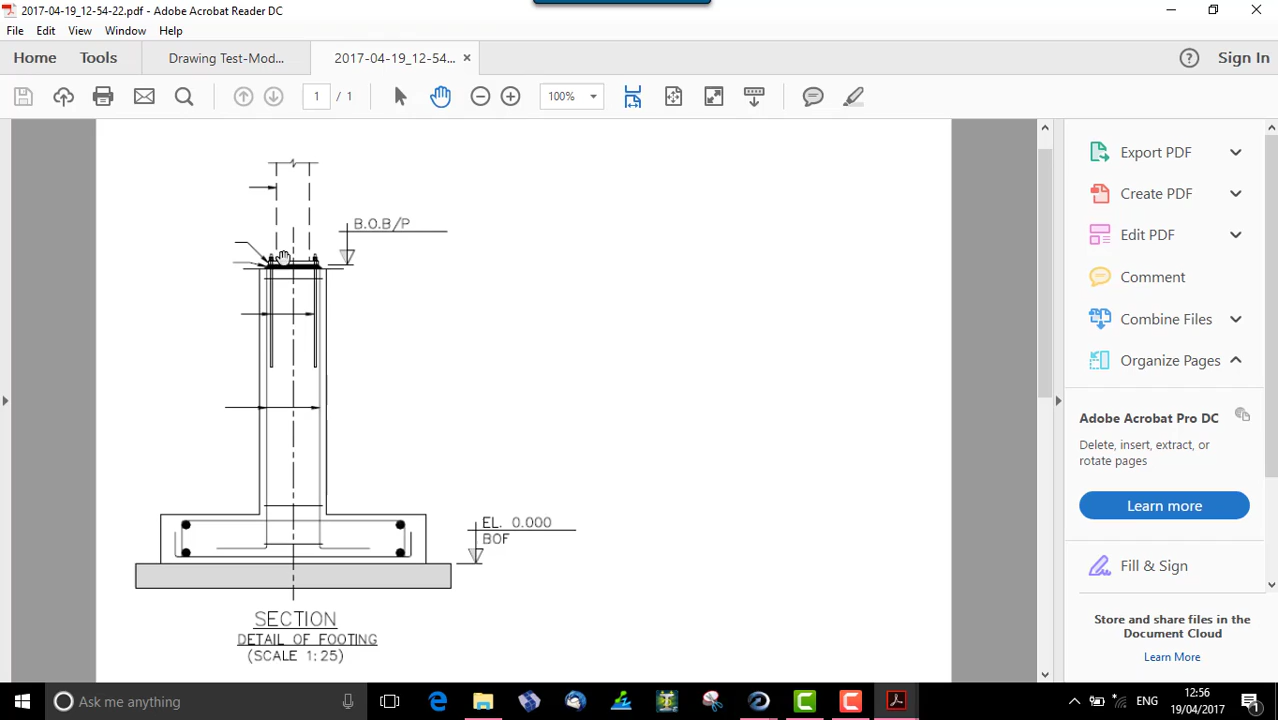 2017-04-19_12-54-22.pdf - Adobe Acrobat Reader DC
File Edit View Window Help
Home Tools Drawing Test-Mod... 2017-04-19_12-54... × Sign In
1 / 1 100%
B.O.B/P
EL. 0.000
BOF
SECTION
DETAIL OF FOOTING
(SCALE 1:25)
Export PDF
Create PDF
Edit PDF
Comment
Combine Files
Organize Pages
Adobe Acrobat Pro DC
Delete, insert, extract, or
rotate pages
Learn more
Fill & Sign
Store and share files in the
Document Cloud
Learn More
Ask me anything
ENG
12:56
19/04/2017
1